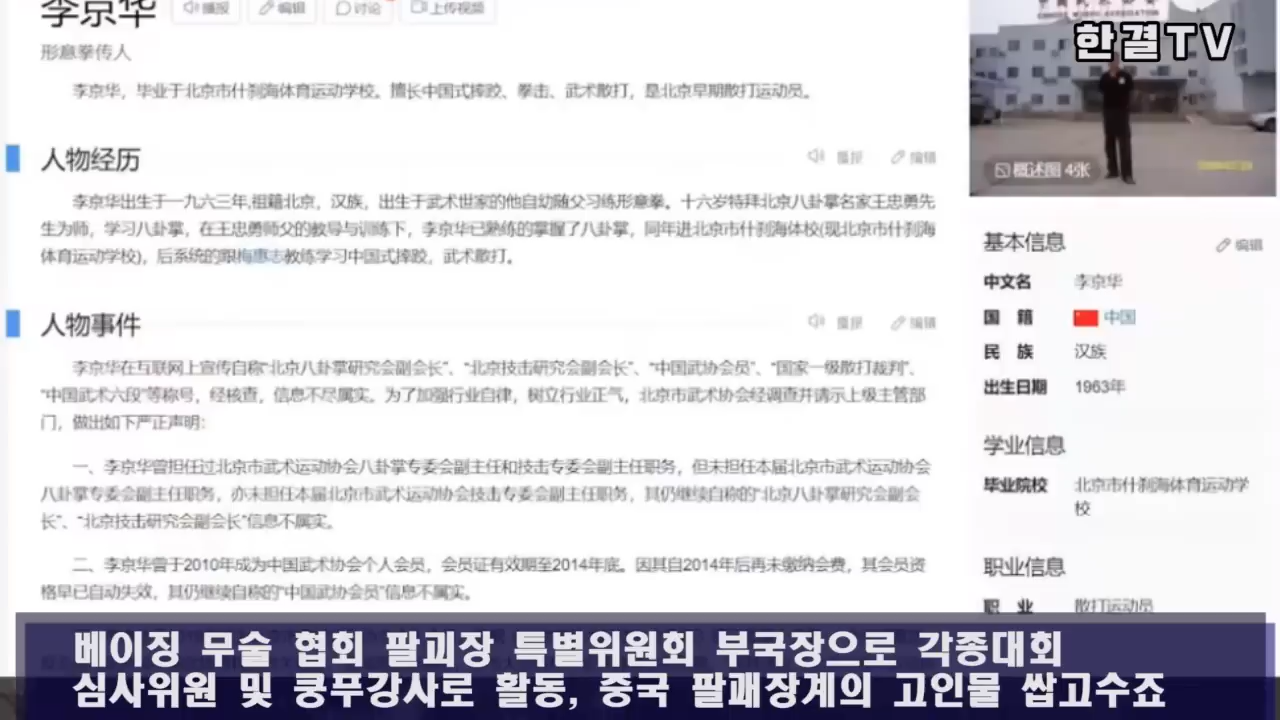 李京华
播报 编辑 讨论 上传视频
形意拳传人
李京华，毕业于北京市什刹海体育运动学校。擅长中国式摔跤、拳击、武术散打，是北京早期散打运动员。
人物经历
播报 编辑
李京华出生于一九六三年,祖籍北京，汉族，出生于武术世家的他自幼随父习练形意拳。十六岁特拜北京八卦掌名家王忠勇先
生为师，学习八卦掌，在王忠勇师父的教导与训练下，李京华已熟练的掌握了八卦掌，同年进北京市什刹海体校(现北京市什刹海
体育运动学校)，后系统的跟梅惠志教练学习中国式摔跤，武术散打。
人物事件
播报 编辑
李京华在互联网上宣传自称“北京八卦掌研究会副会长”、“北京技击研究会副会长”、“中国武协会员”、“国家一级散打裁判”、
“中国武术六段”等称号，经核查，信息不尽属实。为了加强行业自律，树立行业正气，北京市武术协会经调查并请示上级主管部
门，做出如下严正声明：
一、李京华曾担任过北京市武术运动协会八卦掌专委会副主任和技击专委会副主任职务，但未担任本届北京市武术运动协会
八卦掌专委会副主任职务，亦未担任本届北京市武术运动协会技击专委会副主任职务，其仍继续自称的“北京八卦掌研究会副会
长”、“北京技击研究会副会长”信息不属实。
二、李京华曾于2010年成为中国武术协会个人会员，会员证有效期至2014年底。因其自2014年后再未缴纳会费，其会员资
格早已自动失效，其仍继续自称的“中国武协会员”信息不属实。
한결TV
概述图 4张
基本信息
编辑
中文名 李京华
国 籍 中国
民 族 汉族
出生日期 1963年
学业信息
毕业院校 北京市什刹海体育运动学
校
职业信息
职 业 散打运动员
베이징 무술 협회 팔괘장 특별위원회 부국장으로 각종대회
심사위원 및 쿵푸강사로 활동, 중국 팔괘장계의 고인물 쌉고수죠